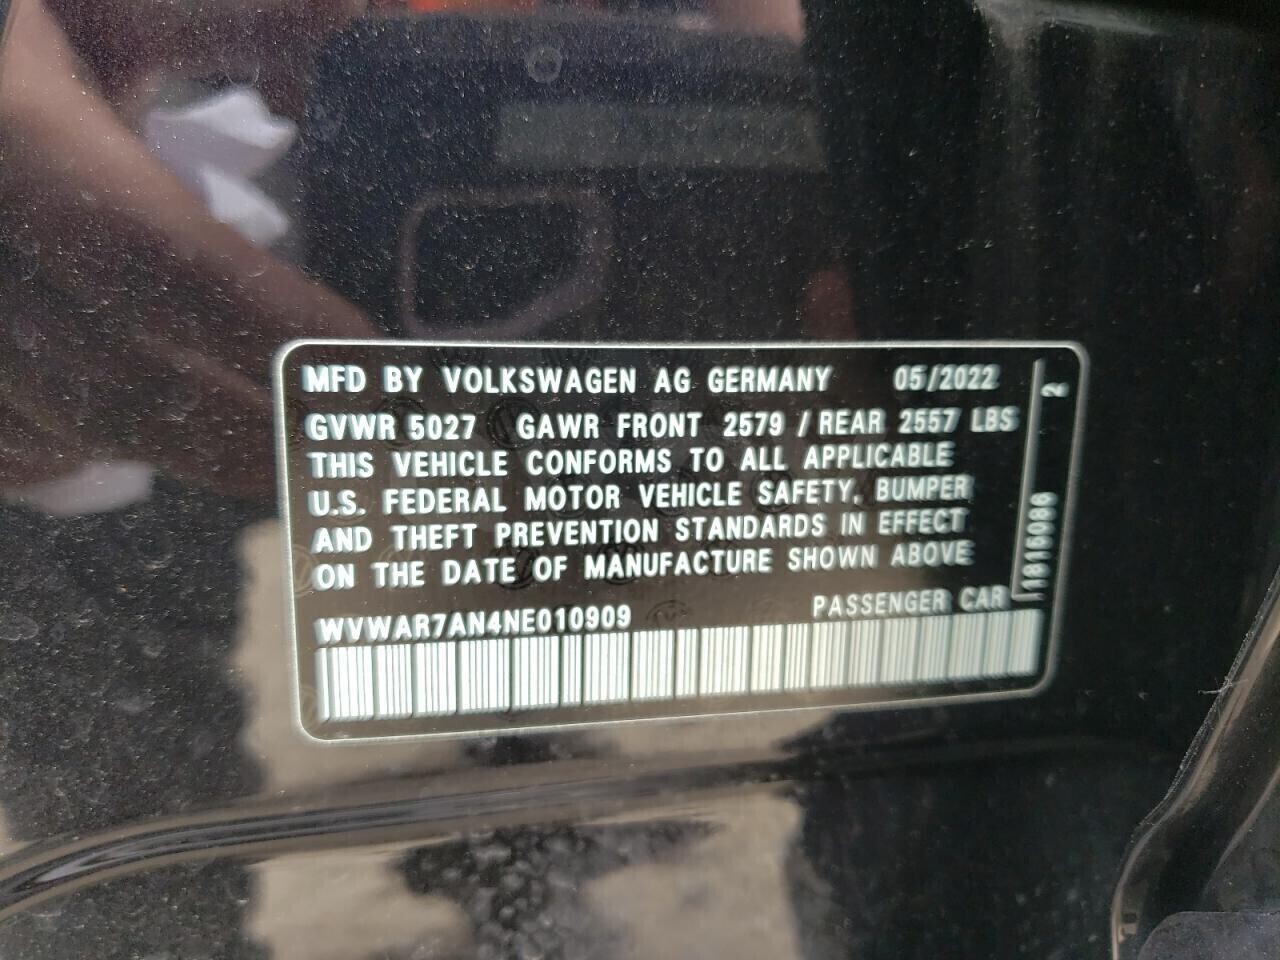 MFD BY VOLKSWAGEN AG GERMANY 05/2022
GVWR 5027 GAWR FRONT 2579 / REAR 2557 LBS
THIS VEHICLE CONFORMS TO ALL APPLICABLE
U.S. FEDERAL MOTOR VEHICLE SAFETY, BUMPER
AND THEFT PREVENTION STANDARDS IN EFFECT
ON THE DATE OF MANUFACTURE SHOWN ABOVE
WVWAR7AN4NE010909 PASSENGER CAR
1815086 2